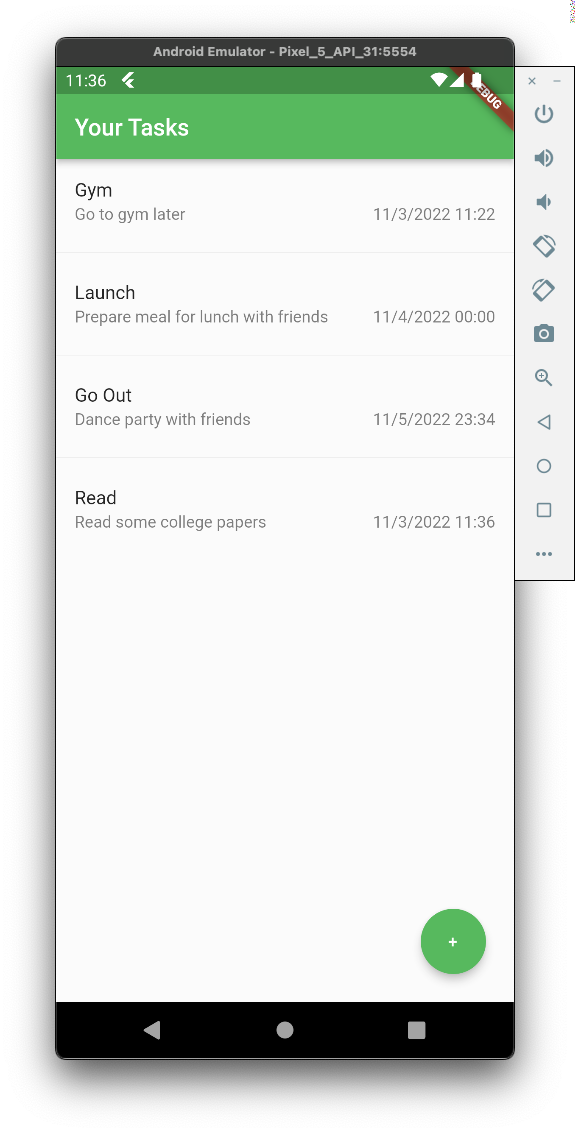 Android Emulator - Pixel_5_API_31:5554
11:36
DEBUG
Your Tasks
Gym
Go to gym later 11/3/2022 11:22
Launch
Prepare meal for lunch with friends 11/4/2022 00:00
Go Out
Dance party with friends 11/5/2022 23:34
Read
Read some college papers 11/3/2022 11:36
+